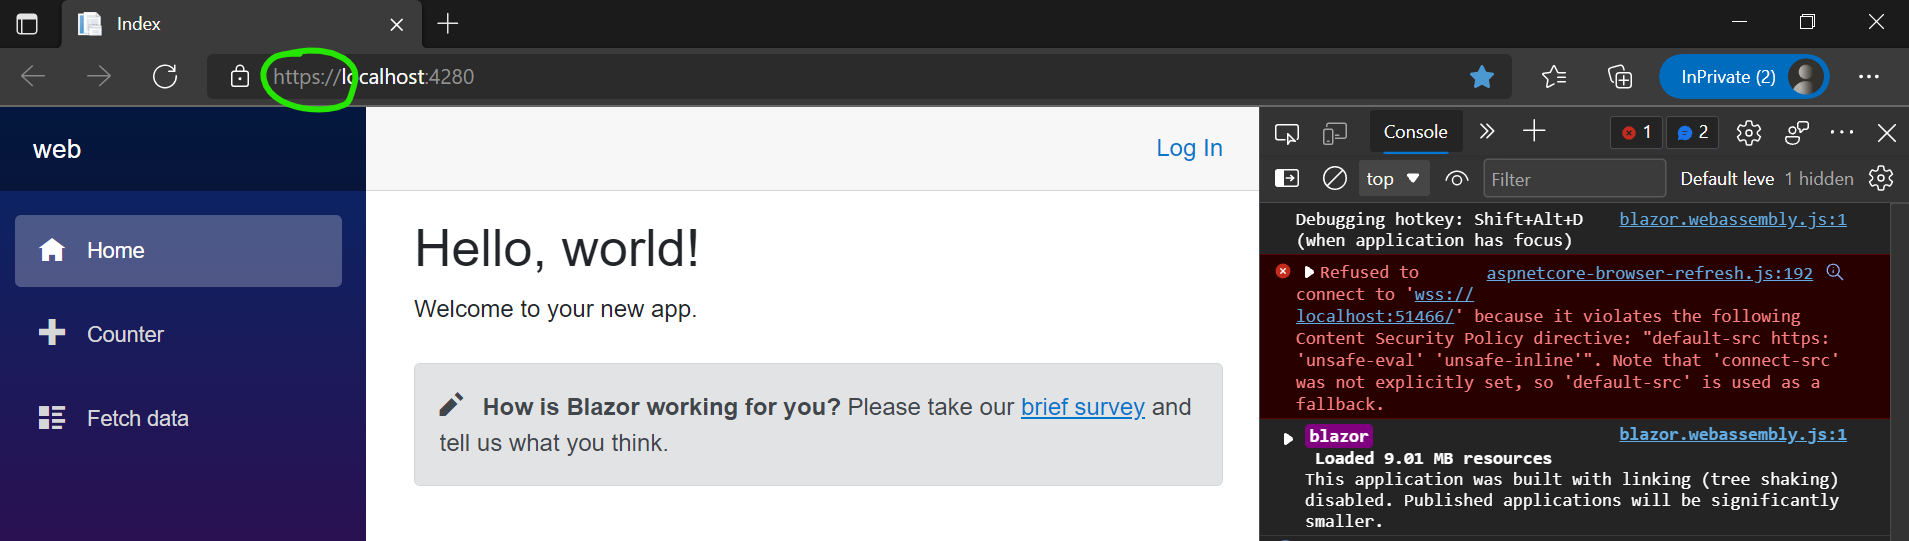 Index
https://localhost:4280
InPrivate (2)
web
Home
Counter
Fetch data
Log In
Hello, world!
Welcome to your new app.
How is Blazor working for you? Please take our brief survey and
tell us what you think.
Console
1
2
top
Filter
Default leve
1 hidden
Debugging hotkey: Shift+Alt+D blazor.webassembly.js:1
(when application has focus)
Refused to aspnetcore-browser-refresh.js:192
connect to 'wss://
localhost:51466/' because it violates the following
Content Security Policy directive: "default-src https:
'unsafe-eval' 'unsafe-inline'". Note that 'connect-src'
was not explicitly set, so 'default-src' is used as a
fallback.
blazor blazor.webassembly.js:1
Loaded 9.01 MB resources
This application was built with linking (tree shaking)
disabled. Published applications will be significantly
smaller.